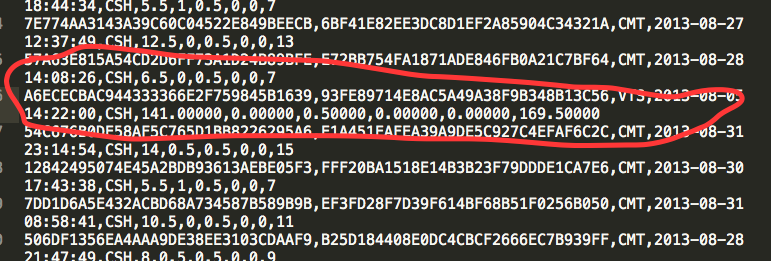 18:44:34,CSH,5.5,1,0.5,0,0,7
7E774AA3143A39C60C04522E849BEECB,6BF41E82EE3DC8D1EF2A85904C34321A,CMT,2013-08-27
12:37:49,CSH,12.5,0,0.5,0,0,13
E72BB754FA1871ADE846FB0A21C7BF64,CMT,2013-08-28
14:08:26,CSH,6.5,0,0.5,0,0,7
A6ECECBAC944333366E2F759845B1639,93FE89714E8AC5A49A38F9B348B13C56,VTS,2013-08-05
14:22:00,CSH,141.00000,0.00000,0.50000,0.00000,0.00000,169.50000
CMT,2013-08-31
23:14:54,CSH,14,0.5,0.5,0,0,15
12842495074E45A2BDB93613AEBE05F3,FFF20BA1518E14B3B23F79DDDE1CA7E6,CMT,2013-08-30
17:43:38,CSH,5.5,1,0.5,0,0,7
7DD1D6A5E432ACBD68A734587B589B9B,EF3FD28F7D39F614BF68B51F0256B050,CMT,2013-08-31
08:58:41,CSH,10.5,0,0.5,0,0,11
506DF1356EA4AAA9DE38EE3103CDAAF9,B25D184408E0DC4CBCF2666EC7B939FF,CMT,2013-08-28
21:47:49,CSH,8,0.5,0.5,0,0,9